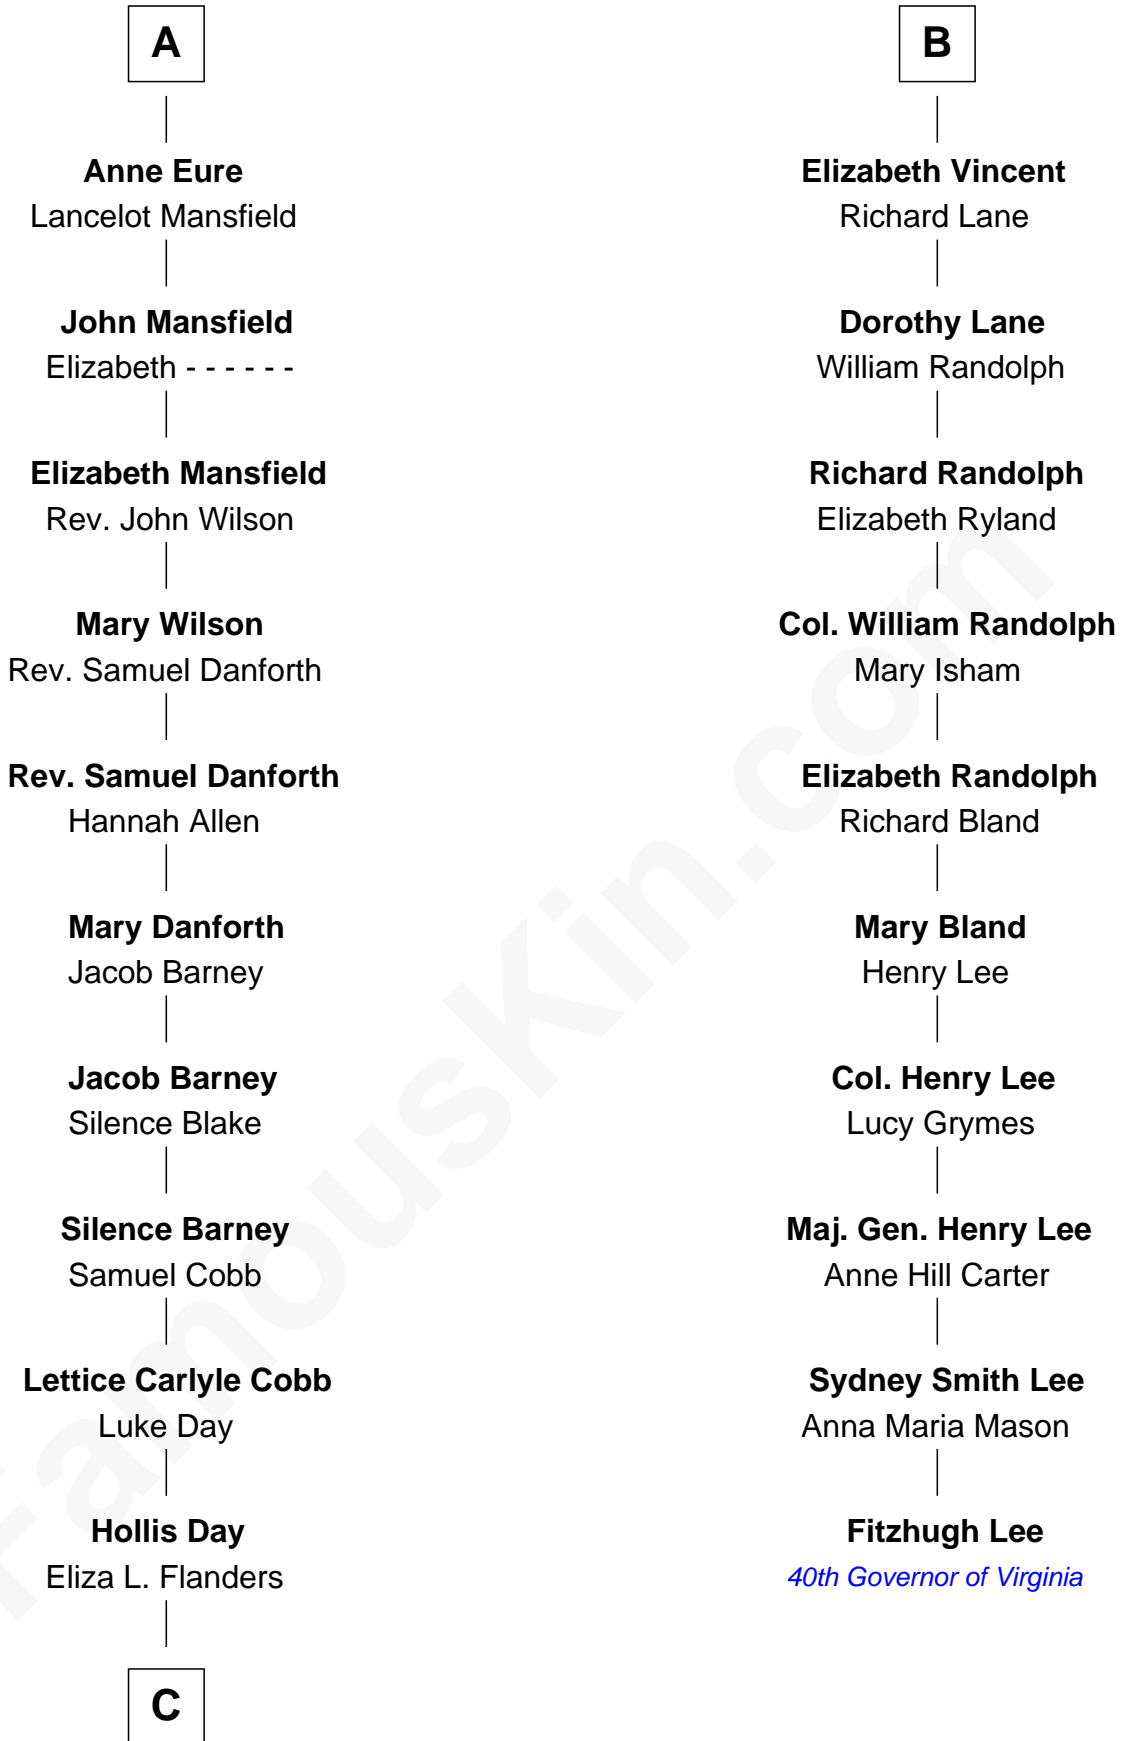 A
Anne Eure
Lancelot Mansfield
John Mansfield
Elizabeth - - - - - -
Elizabeth Mansfield
Rev. John Wilson
Mary Wilson
Rev. Samuel Danforth
Rev. Samuel Danforth
Hannah Allen
Mary Danforth
Jacob Barney
Jacob Barney
Silence Blake
Silence Barney
Samuel Cobb
Lettice Carlyle Cobb
Luke Day
Hollis Day
Eliza L. Flanders
C
B
Elizabeth Vincent
Richard Lane
Dorothy Lane
William Randolph
Richard Randolph
Elizabeth Ryland
Col. William Randolph
Mary Isham
Elizabeth Randolph
Richard Bland
Mary Bland
Henry Lee
Col. Henry Lee
Lucy Grymes
Maj. Gen. Henry Lee
Anne Hill Carter
Sydney Smith Lee
Anna Maria Mason
Fitzhugh Lee
40th Governor of Virginia
FamousKin.com